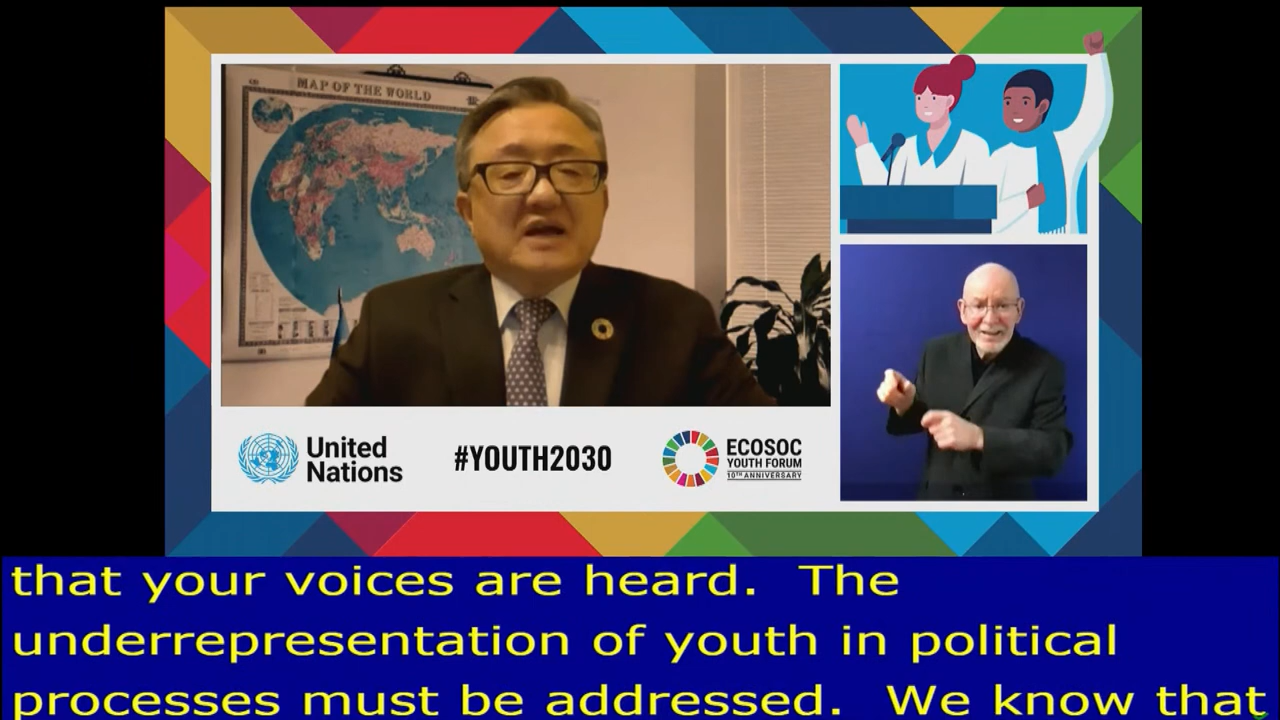 MAP OF THE WORLD
United
Nations
#YOUTH2030
ECOSOC
YOUTH FORUM
10TH ANNIVERSARY
that your voices are heard.  The
underrepresentation of youth in political
processes must be addressed.  We know that